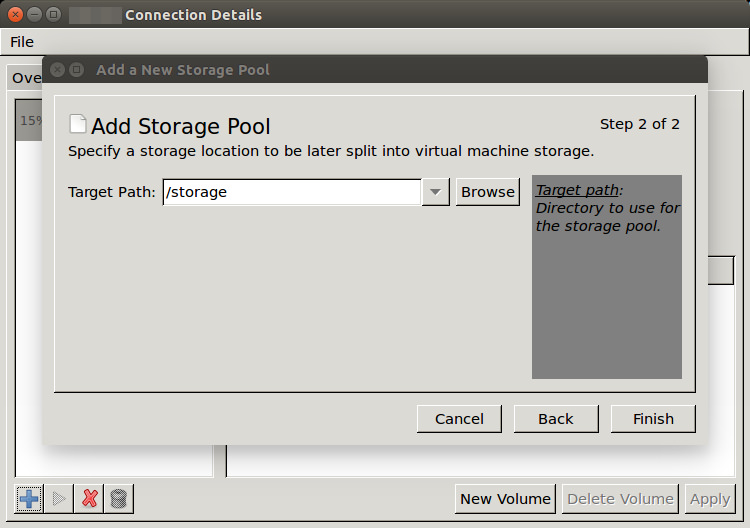 Connection Details
File
Add a New Storage Pool
Ove
15%
Add Storage Pool
Step 2 of 2
Specify a storage location to be later split into virtual machine storage.
Target Path: /storage Browse
Target path:
Directory to use for
the storage pool.
Cancel Back Finish
New Volume Delete Volume Apply